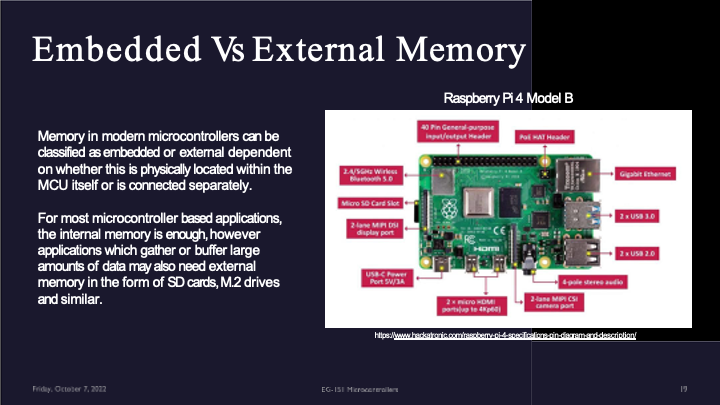 Embedded Vs External Memory
Raspberry Pi 4 Model B
Memory in modern microcontrollers can be
classified as embedded or external dependent
on whether this is physically located within the
MCU itself or is connected separately.
For most microcontroller based applications,
the internal memory is enough, however
applications which gather or buffer large
amounts of data may also need external
memory in the form of SD cards, M.2 drives
and similar.
40 Pin General-purpose
input/output Header
PoE HAT Header
2.4/5GHz Wirless
Bluetooth 5.0
Gigabit Ethernet
Micro SD Card Slot
2 x USB 3.0
2-lane MIPI DSI
display port
HDMI
2 x USB 2.0
USB-C Power
Port 5V/3A
4-pole stereo audio
2 × micro HDMI
ports(up to 4Kp60)
2-lane MIPI CSI
camera port
https://www.hackatronic.com/raspberry-pi-4-specifications-pin-diagram-and-description/
Friday, October 7, 2022
EG-151 Microcontrollers
19